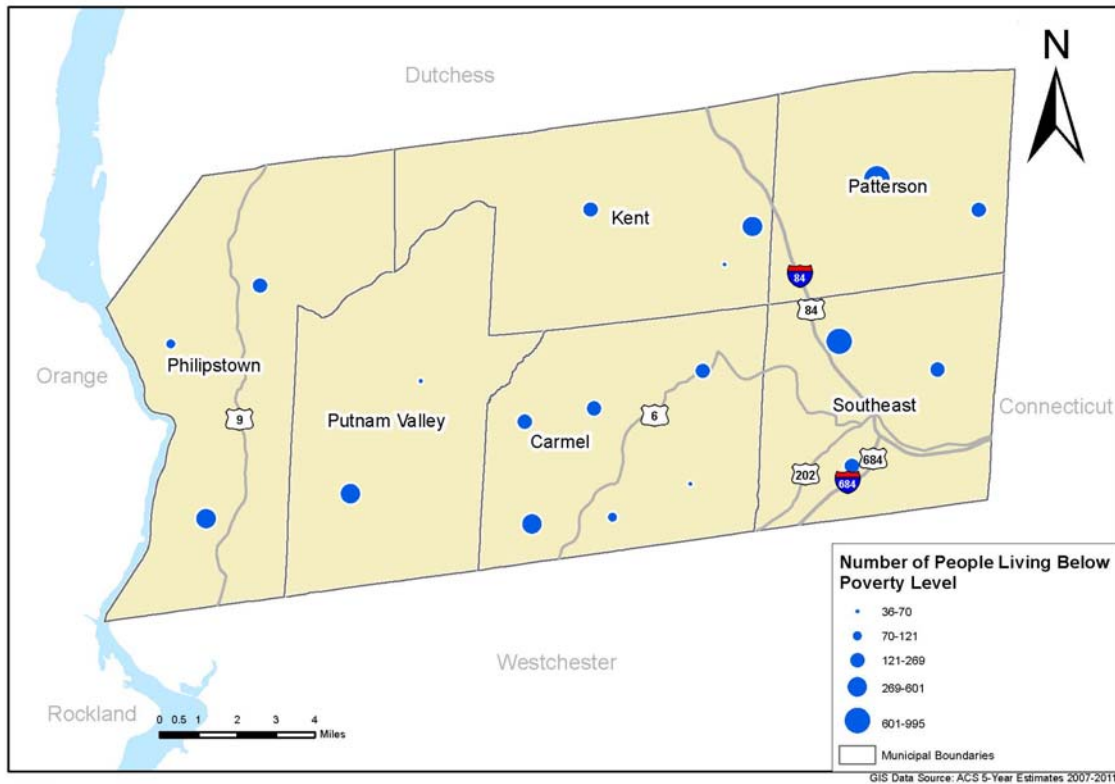 Dutchess
N
Patterson
Kent
84
84
Philipstown
Orange
9
Putnam Valley
Carmel
6
Southeast
Connecticut
684
202
684
Westchester
Rockland
0 0.5 1 2 3 4
Miles
Number of People Living Below
Poverty Level
36-70
70-121
121-269
269-601
601-995
Municipal Boundaries
GIS Data Source: ACS 5-Year Estimates 2007-2011